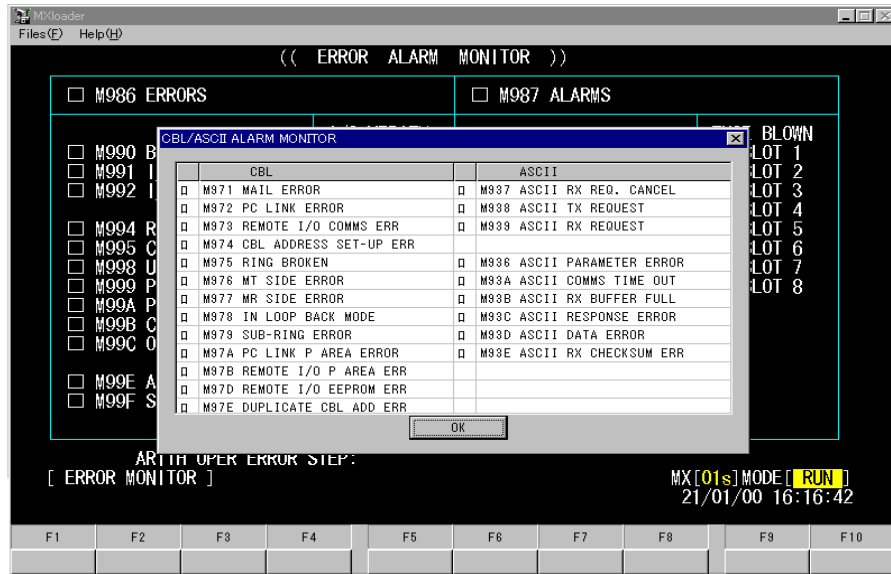 MXloader
Files(F) Help(H)
(( ERROR ALARM MONITOR ))
M986 ERRORS
M987 ALARMS
BLOWN
M990 B
M991 I
M992 I
M994 R
M995 C
M998 U
M999 P
M99A P
M99B C
M99C O
M99E A
M99F S
LOT 1
LOT 2
LOT 3
LOT 4
LOT 5
LOT 6
LOT 7
LOT 8
CBL/ASCII ALARM MONITOR
CBL
ASCII
M971 MAIL ERROR
M937 ASCII RX REQ. CANCEL
M972 PC LINK ERROR
M938 ASCII TX REQUEST
M973 REMOTE I/O COMMS ERR
M939 ASCII RX REQUEST
M974 CBL ADDRESS SET-UP ERR
M975 RING BROKEN
M936 ASCII PARAMETER ERROR
M976 MT SIDE ERROR
M93A ASCII COMMS TIME OUT
M977 MR SIDE ERROR
M93B ASCII RX BUFFER FULL
M978 IN LOOP BACK MODE
M93C ASCII RESPONSE ERROR
M979 SUB-RING ERROR
M93D ASCII DATA ERROR
M97A PC LINK P AREA ERROR
M93E ASCII RX CHECKSUM ERR
M97B REMOTE I/O P AREA ERR
M97D REMOTE I/O EEPROM ERR
M97E DUPLICATE CBL ADD ERR
OK
ARITH OPER ERROR STEP:
[ ERROR MONITOR ]
MX[01s]MODE[ RUN ]
21/01/00 16:16:42
F1 F2 F3 F4 F5 F6 F7 F8 F9 F10